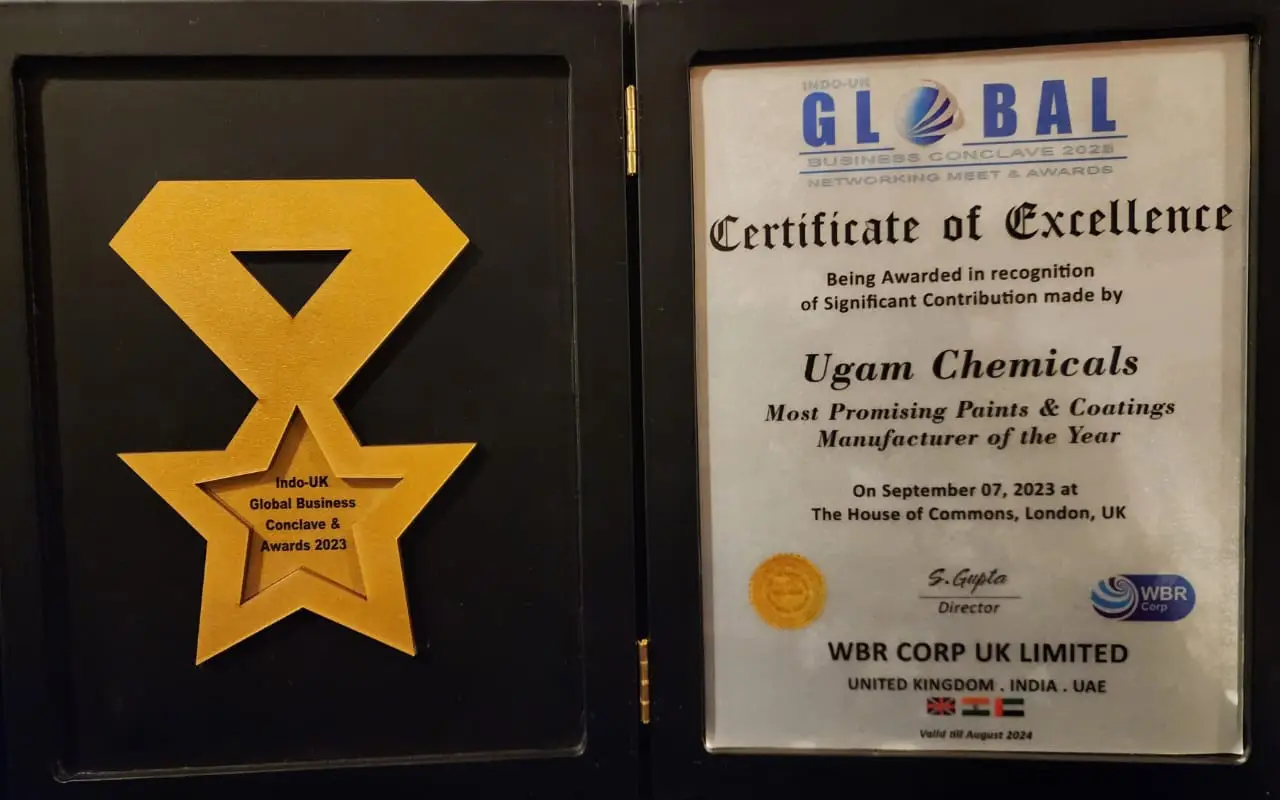 Indo-UK
Global Business
Conclave &
Awards 2023
INDO-UK
GLOBAL
BUSINESS CONCLAVE 2023
NETWORKING MEET & AWARDS
Certificate of Excellence
Being Awarded in recognition
of Significant Contribution made by
Ugam Chemicals
Most Promising Paints & Coatings
Manufacturer of the Year
On September 07, 2023 at
The House of Commons, London, UK
S. Gupta
Director
WBR
Corp
WBR CORP UK LIMITED
UNITED KINGDOM . INDIA . UAE
Valid till August 2024